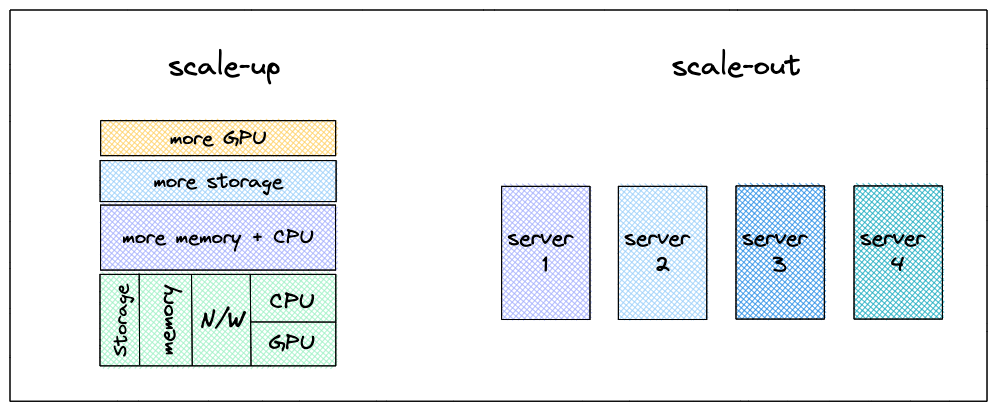 scale-up
scale-out
more GPU
more storage
more memory + CPU
storage
memory
N/W
CPU
GPU
server
1
server
2
server
3
server
4